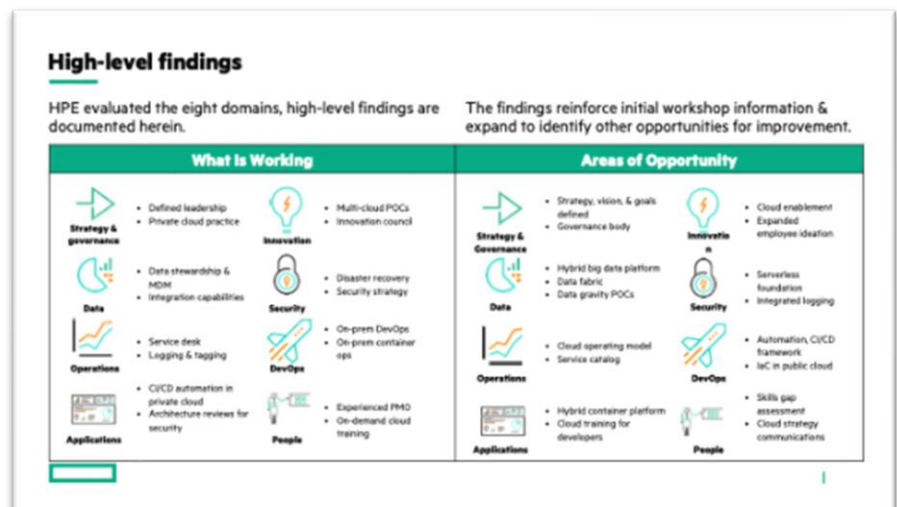 High-level findings
HPE evaluated the eight domains, high-level findings are
documented herein.
The findings reinforce initial workshop information &
expand to identify other opportunities for improvement.
What Is Working
Strategy &
governance
• Defined leadership
• Private cloud practice
Innovation
• Multi-cloud POCs
• Innovation council
Data
• Data stewardship &
MDM
• Integration capabilities
Security
• Disaster recovery
• Security strategy
Operations
• Service desk
• Logging & tagging
DevOps
• On-prem DevOps
• On-prem container
ops
Applications
• CI/CD automation in
private cloud
• Architecture reviews for
security
People
• Experienced PMO
• On-demand cloud
training
Areas of Opportunity
Strategy &
Governance
• Strategy, vision, & goals
defined
• Governance body
Innovatio
n
• Cloud enablement
• Expanded
employee ideation
Data
• Hybrid big data platform
• Data fabric
• Data gravity POCs
Security
• Serverless
foundation
• Integrated logging
Operations
• Cloud operating model
• Service catalog
DevOps
• Automation, CI/CD
framework
• IaC in public cloud
Applications
• Hybrid container platform
• Cloud training for
developers
People
• Skills gap
assessment
• Cloud strategy
communications